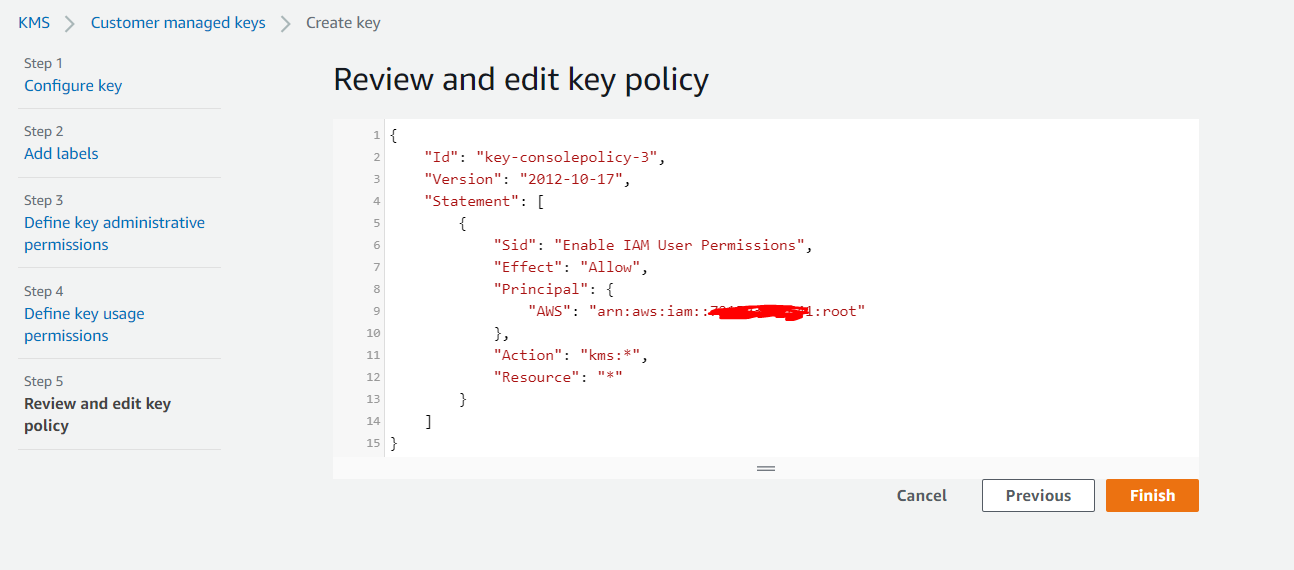 KMS > Customer managed keys > Create key
Step 1
Configure key
Step 2
Add labels
Step 3
Define key administrative
permissions
Step 4
Define key usage
permissions
Step 5
Review and edit key
policy
Review and edit key policy
1 {
2 "Id": "key-consolepolicy-3",
3 "Version": "2012-10-17",
4 "Statement": [
5 {
6 "Sid": "Enable IAM User Permissions",
7 "Effect": "Allow",
8 "Principal": {
9 "AWS": "arn:aws:iam:::root"
10 },
11 "Action": "kms:*",
12 "Resource": "*"
13 }
14 ]
15 }
Cancel Previous Finish